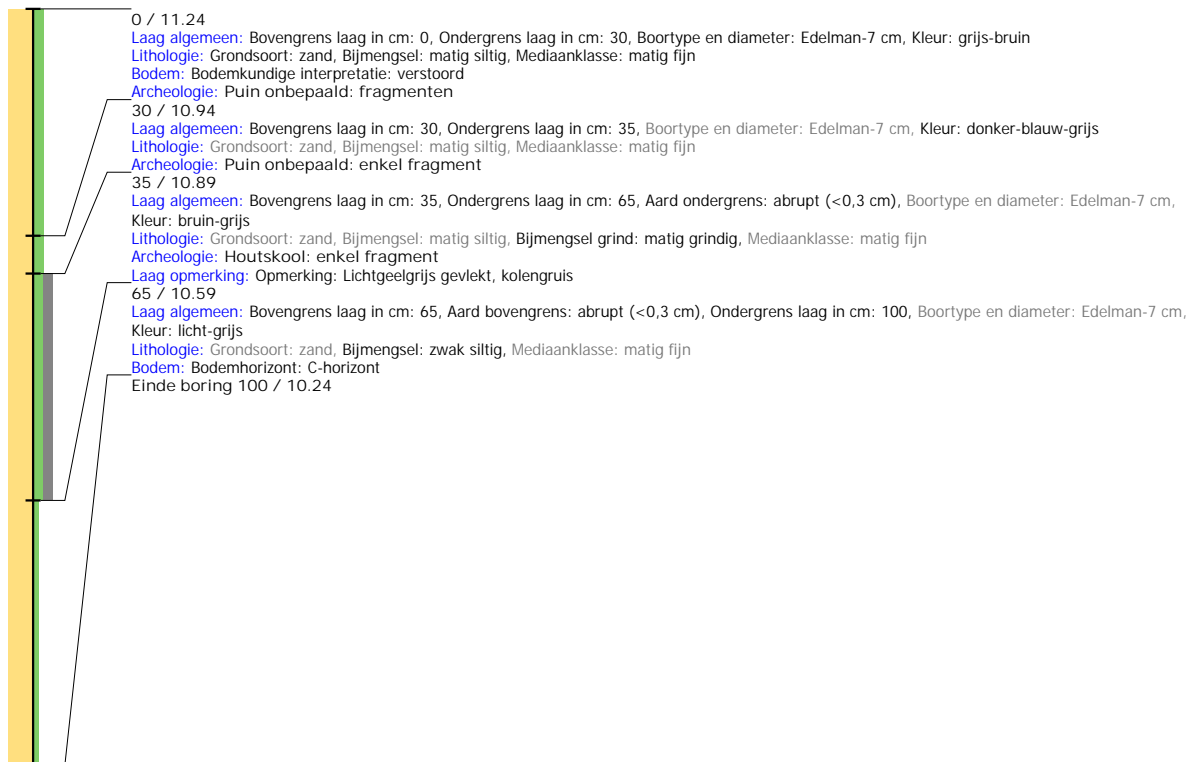 0 / 11.24
Laag algemeen: Bovengrens laag in cm: 0, Ondergrens laag in cm: 30, Boortype en diameter: Edelman-7 cm, Kleur: grijs-bruin
Lithologie: Grondsoort: zand, Bijmengsel: matig siltig, Mediaanklasse: matig fijn
Bodem: Bodemkundige interpretatie: verstoord
Archeologie: Puin onbepaald: fragmenten
30 / 10.94
Laag algemeen: Bovengrens laag in cm: 30, Ondergrens laag in cm: 35, Boortype en diameter: Edelman-7 cm, Kleur: donker-blauw-grijs
Lithologie: Grondsoort: zand, Bijmengsel: matig siltig, Mediaanklasse: matig fijn
Archeologie: Puin onbepaald: enkel fragment
35 / 10.89
Laag algemeen: Bovengrens laag in cm: 35, Ondergrens laag in cm: 65, Aard ondergrens: abrupt (<0,3 cm), Boortype en diameter: Edelman-7 cm,
Kleur: bruin-grijs
Lithologie: Grondsoort: zand, Bijmengsel: matig siltig, Bijmengsel grind: matig grindig, Mediaanklasse: matig fijn
Archeologie: Houtskool: enkel fragment
Laag opmerking: Opmerking: Lichtgeelgrijs gevlekt, kolengruis
65 / 10.59
Laag algemeen: Bovengrens laag in cm: 65, Aard bovengrens: abrupt (<0,3 cm), Ondergrens laag in cm: 100, Boortype en diameter: Edelman-7 cm,
Kleur: licht-grijs
Lithologie: Grondsoort: zand, Bijmengsel: zwak siltig, Mediaanklasse: matig fijn
Bodem: Bodemhorizont: C-horizont
Einde boring 100 / 10.24